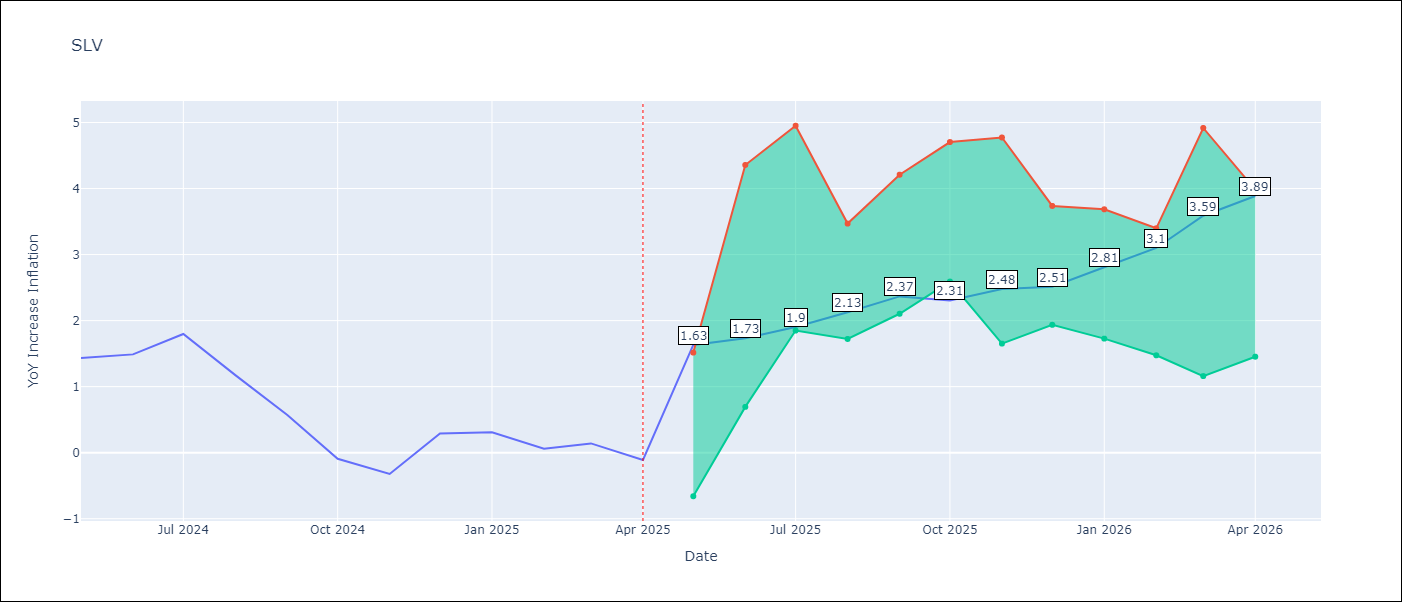 SLV
YoY Increase Inflation
5
4
3
2
1
0
−1
1.63
1.73
1.9
2.13
2.37
2.31
2.48
2.51
2.81
3.1
3.59
3.89
Jul 2024
Oct 2024
Jan 2025
Apr 2025
Jul 2025
Oct 2025
Jan 2026
Apr 2026
Date